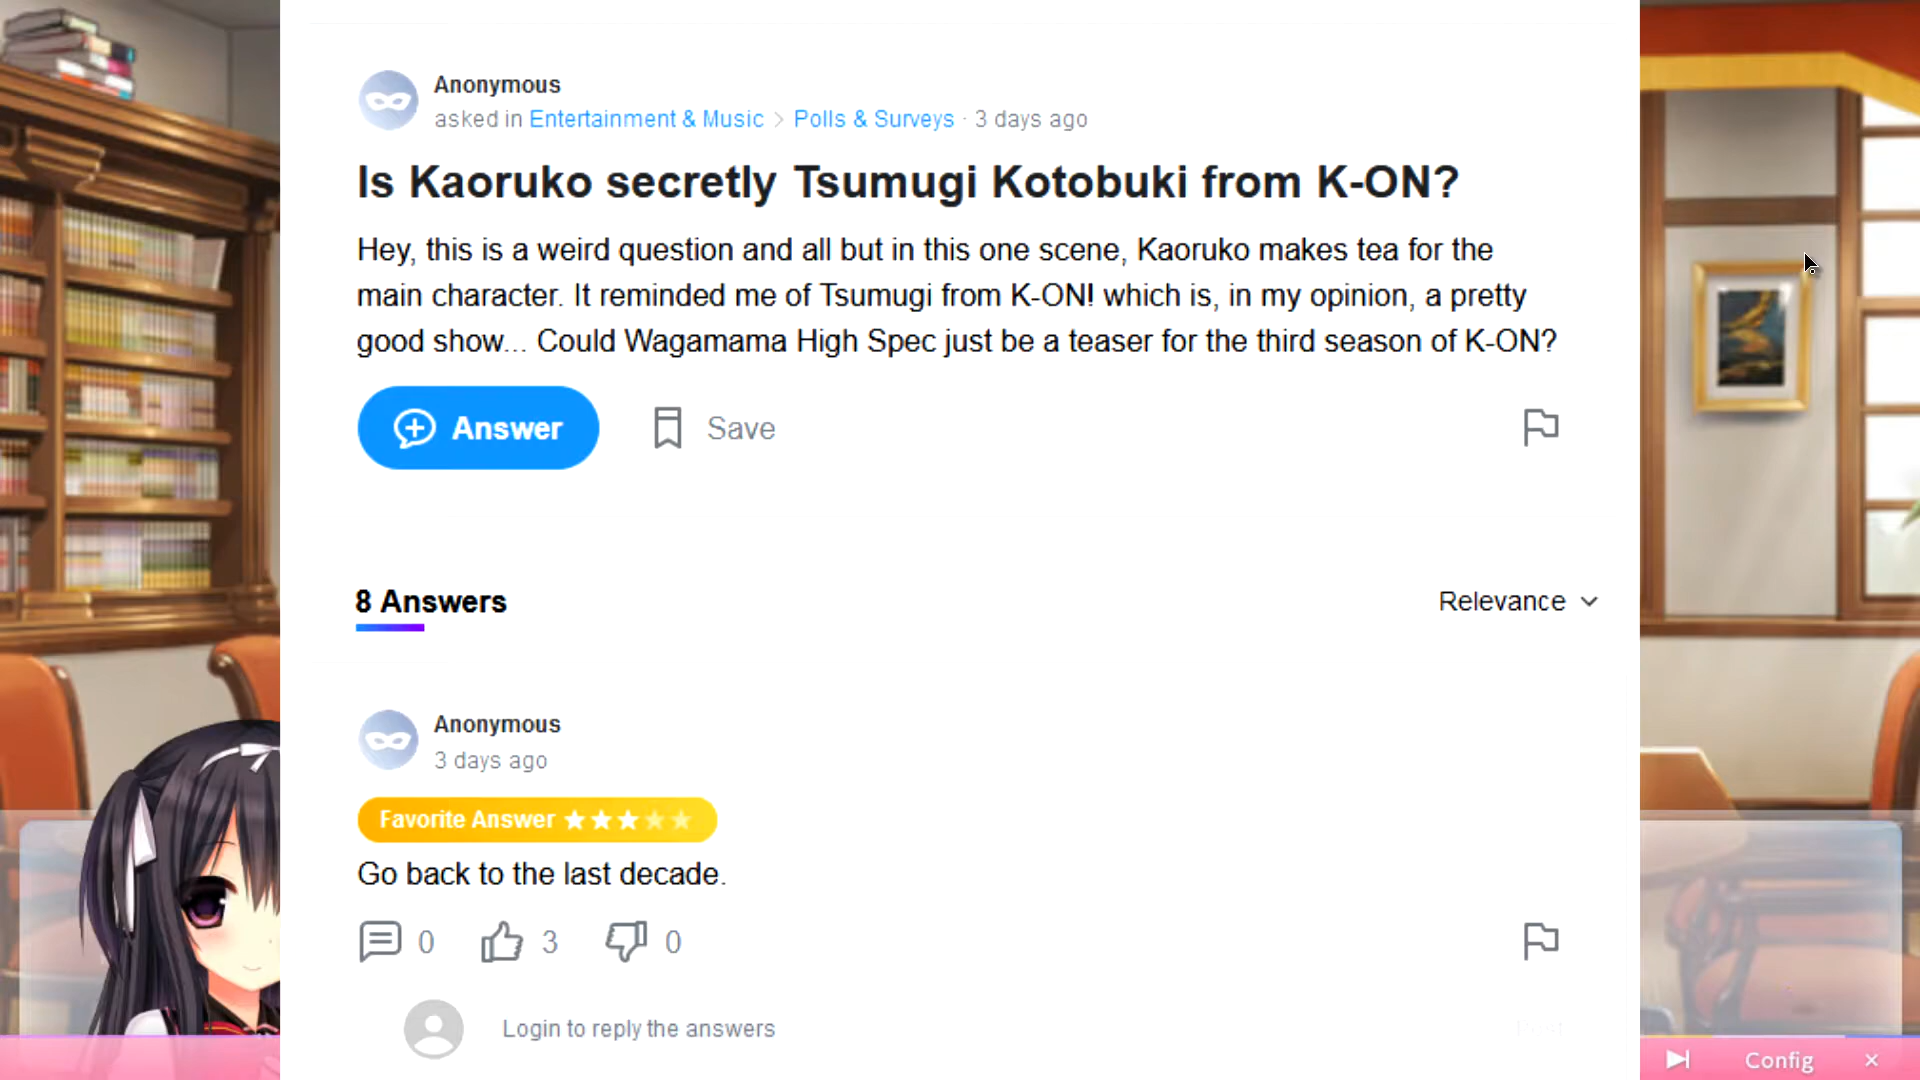 Anonymous
asked in Entertainment & Music > Polls & Surveys · 3 days ago
Is Kaoruko secretly Tsumugi Kotobuki from K-ON?
Hey, this is a weird question and all but in this one scene, Kaoruko makes tea for the
main character. It reminded me of Tsumugi from K-ON! which is, in my opinion, a pretty
good show... Could Wagamama High Spec just be a teaser for the third season of K-ON?
Answer
Save
8 Answers
Relevance
Anonymous
3 days ago
Favorite Answer
Go back to the last decade.
0
3
0
Login to reply the answers
Config